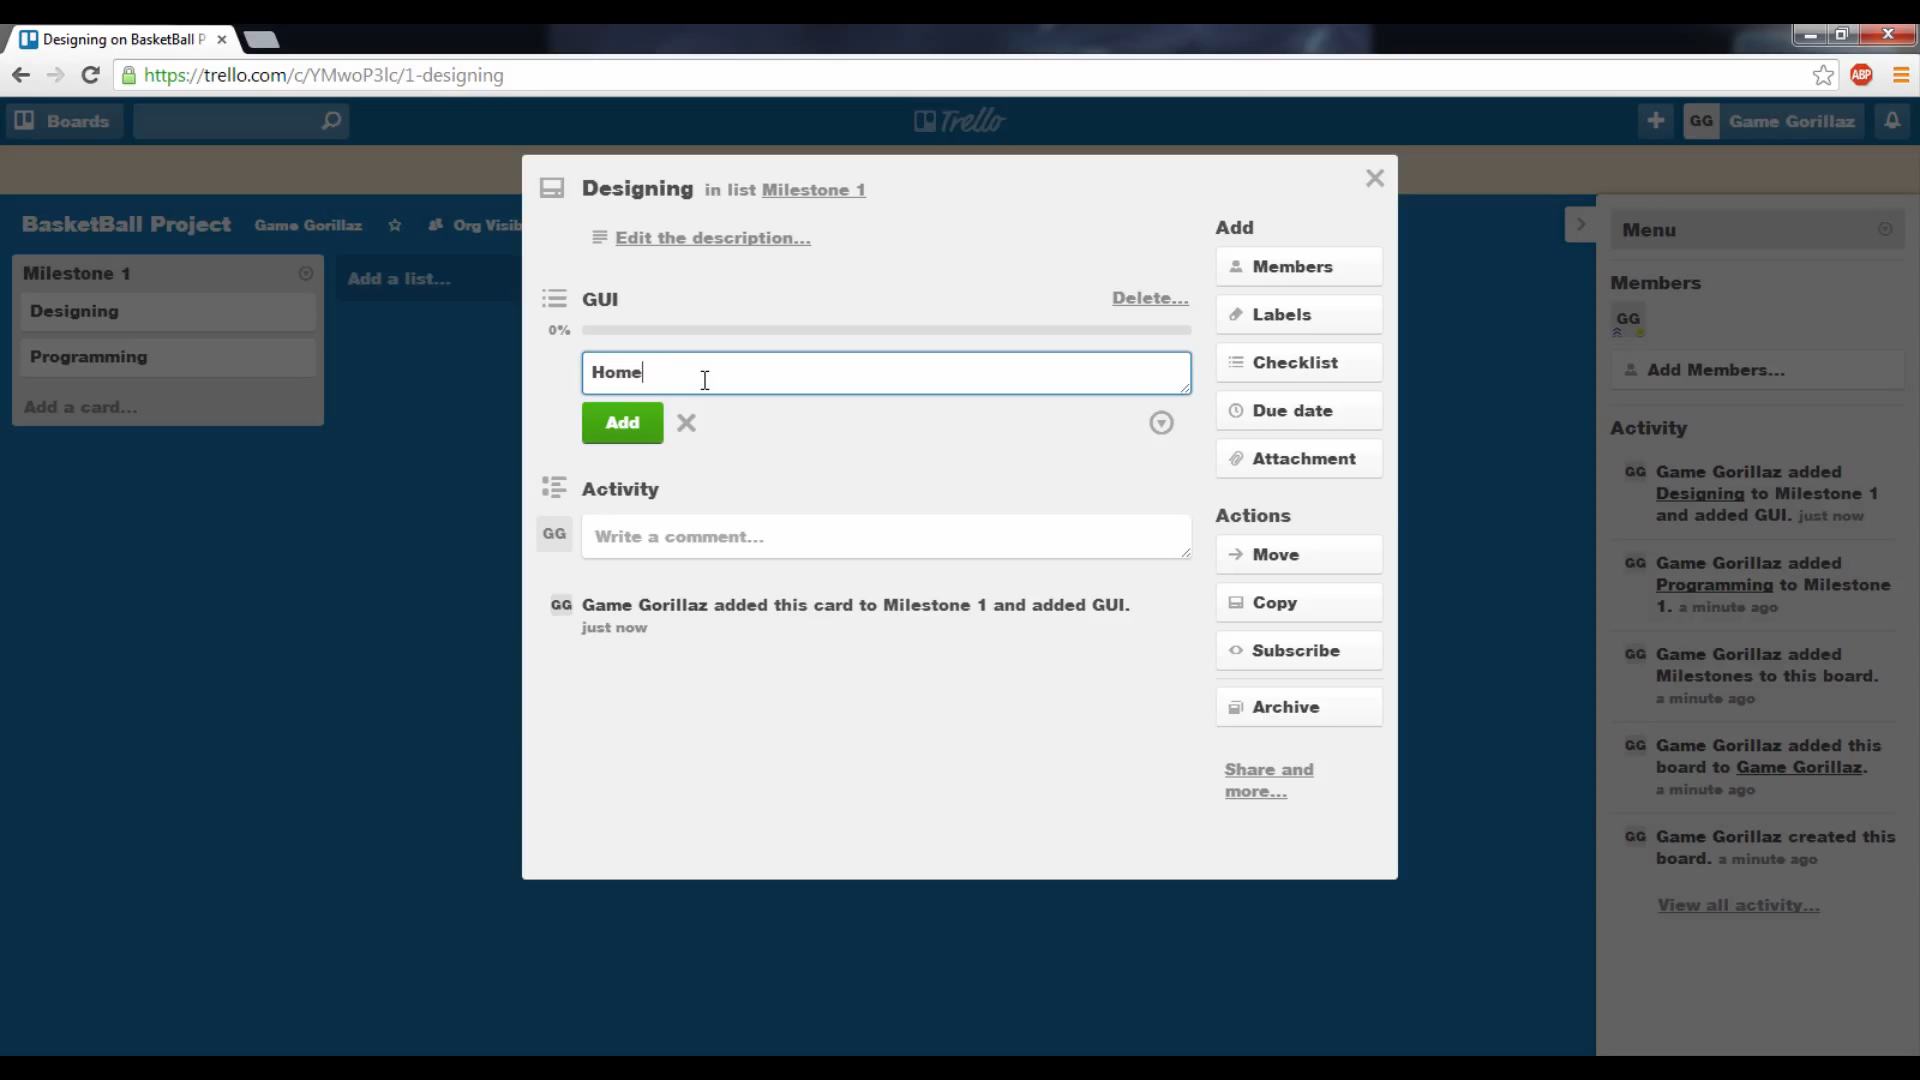 Designing on BasketBall P
https://trello.com/c/YMwoP3lc/1-designing
ABP
Boards
Trello
GG Game Gorillaz
BasketBall Project Game Gorillaz Org Visib
Milestone 1
Designing
Programming
Add a card...
Add a list...
Designing in list Milestone 1
Edit the description...
GUI
Delete...
0%
Home
Add
Activity
GG
Write a comment...
GG Game Gorillaz added this card to Milestone 1 and added GUI.
just now
Add
Members
Labels
Checklist
Due date
Attachment
Actions
Move
Copy
Subscribe
Archive
Share and
more...
Menu
Members
GG
Add Members...
Activity
GG Game Gorillaz added
Designing to Milestone 1
and added GUI. just now
GG Game Gorillaz added
Programming to Milestone
1. a minute ago
GG Game Gorillaz added
Milestones to this board.
a minute ago
GG Game Gorillaz added this
board to Game Gorillaz.
a minute ago
GG Game Gorillaz created this
board. a minute ago
View all activity...